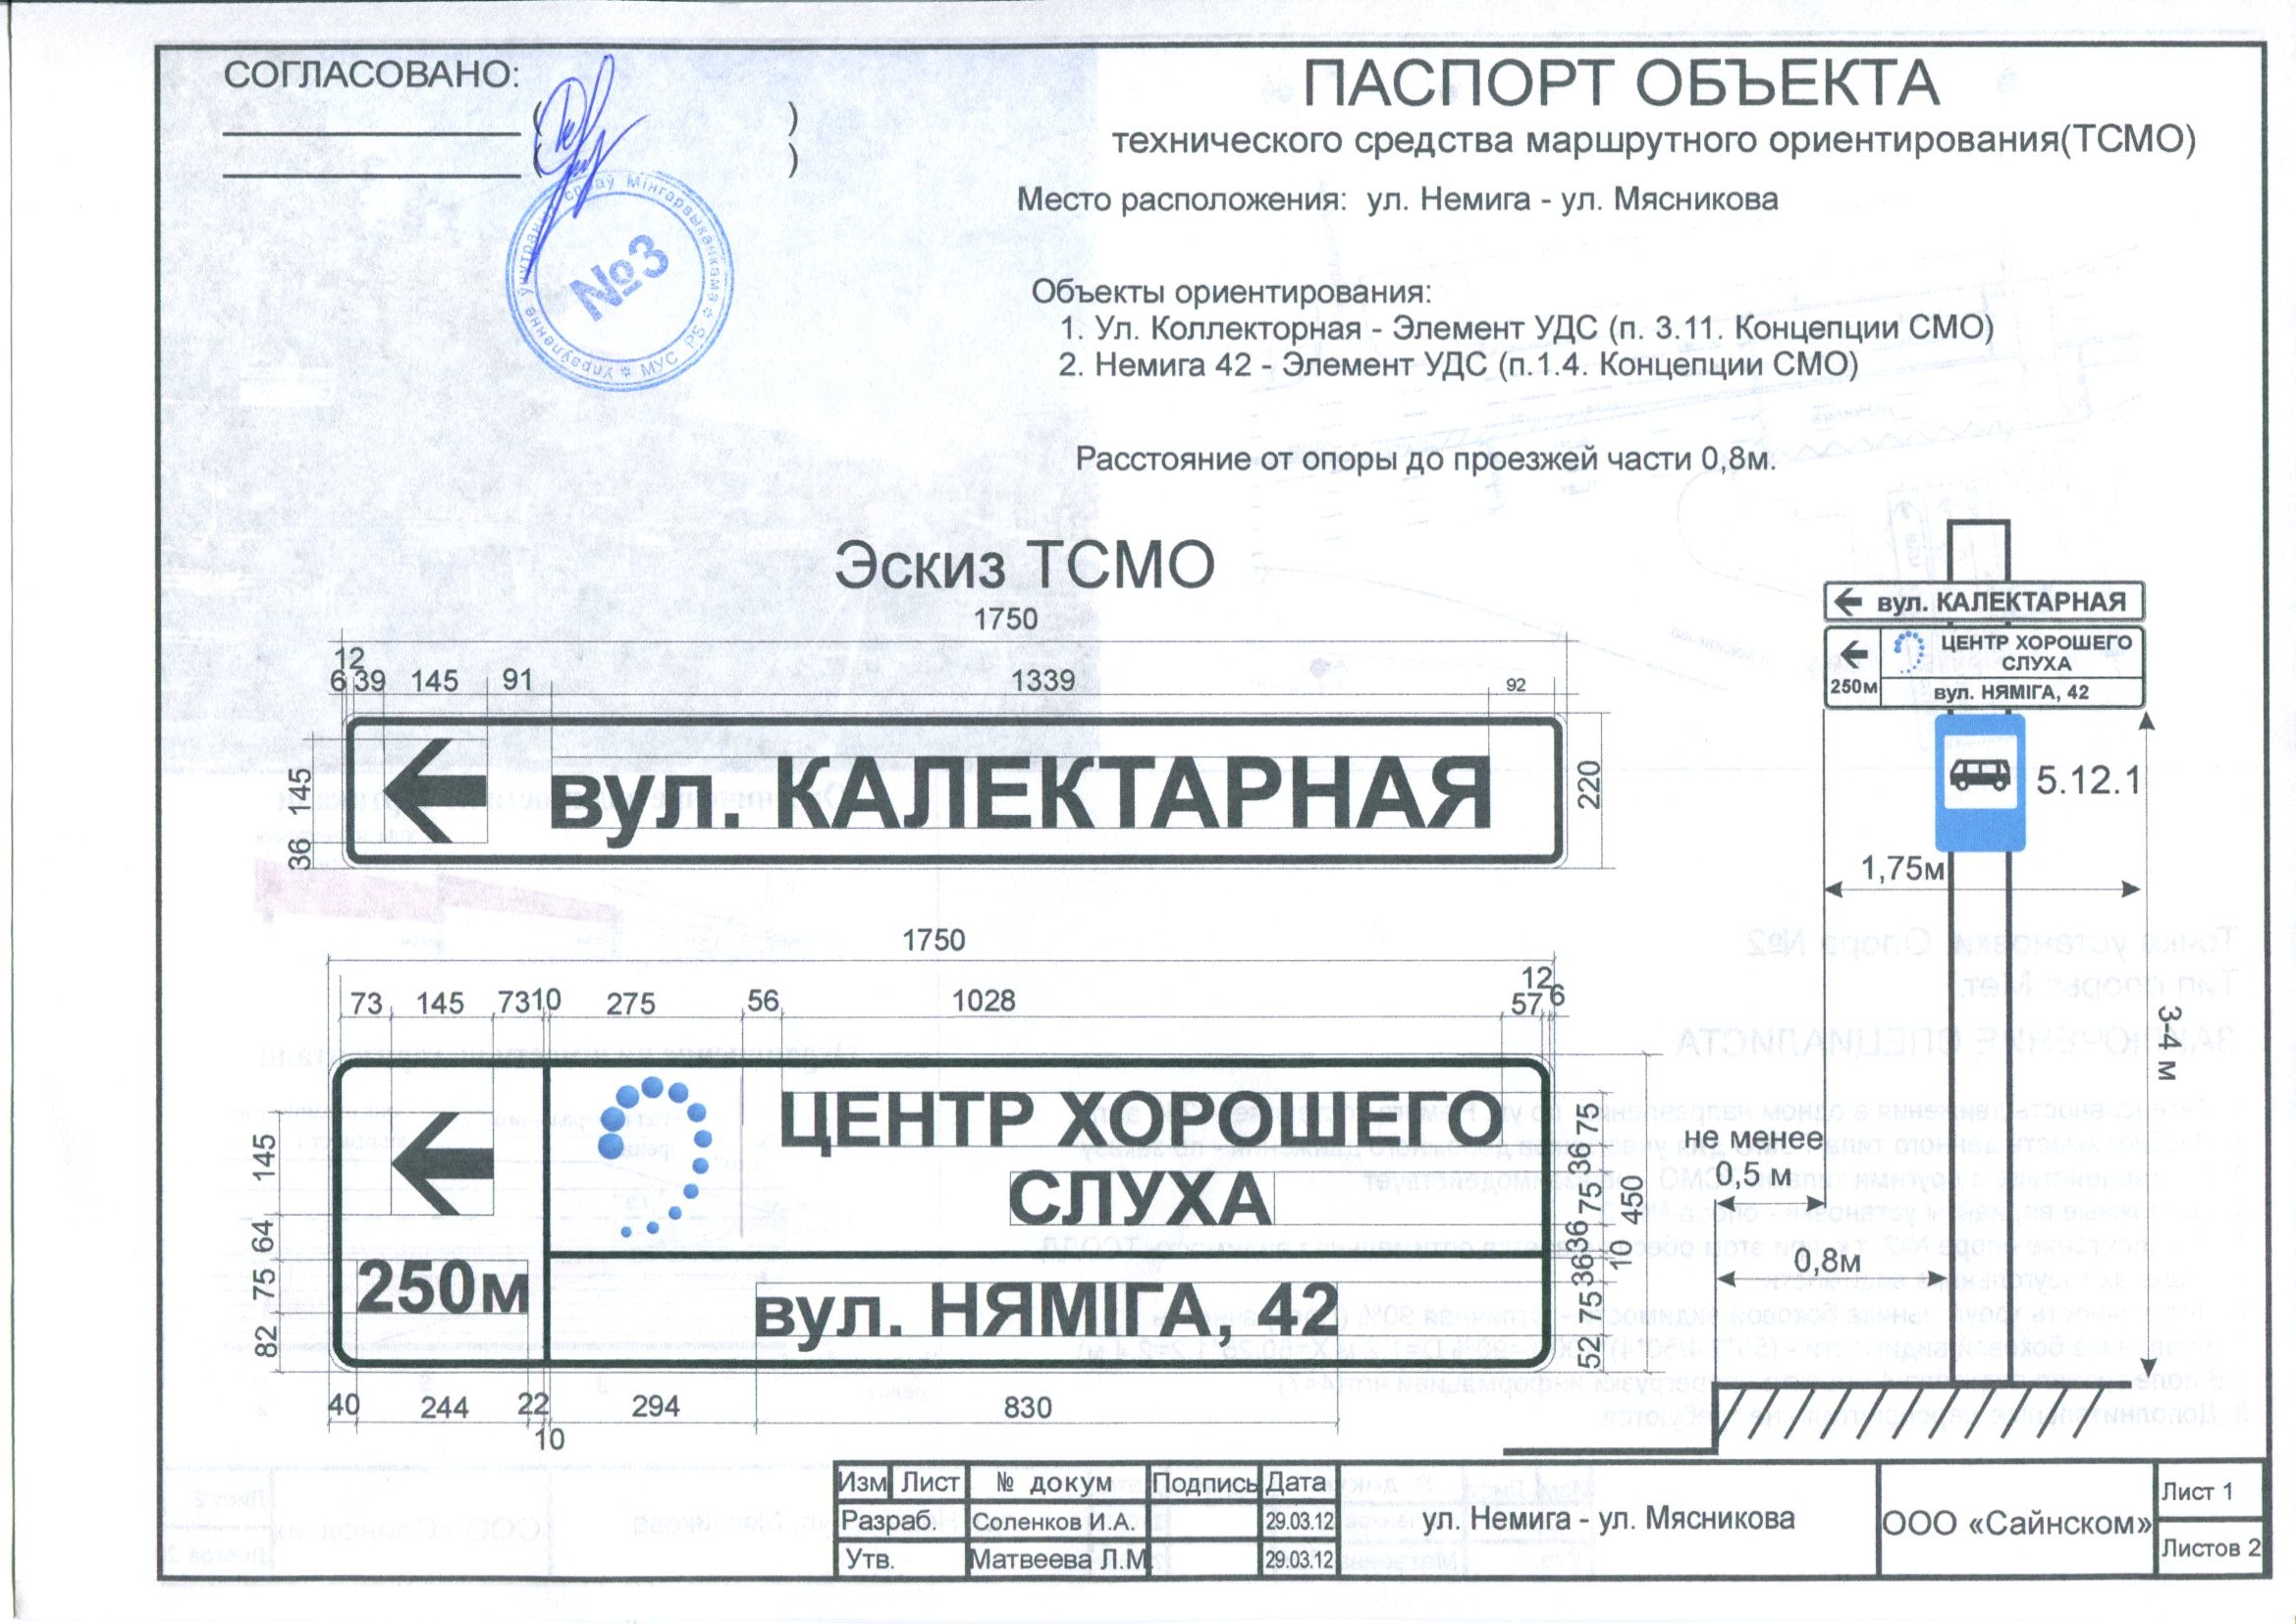 СОГЛАСОВАНО:
( )
( )
№3
ПАСПОРТ ОБЪЕКТА
технического средства маршрутного ориентирования(ТСМО)
Место расположения: ул. Немига - ул. Мясникова
Объекты ориентирования:
1. Ул. Коллекторная - Элемент УДС (п. 3.11. Концепции СМО)
2. Немига 42 - Элемент УДС (п.1.4. Концепции СМО)
Расстояние от опоры до проезжей части 0,8м.
Эскиз ТСМО
1750
12
6 39 145 91 1339 92
145
36
вул. КАЛЕКТАРНАЯ
220
1750
12
73 145 73 10 275 56 1028 57 6
145
64
75
82
250м
ЦЕНТР ХОРОШЕГО
СЛУХА
вул. НЯМІГА, 42
75
36
75
36
10
36
75
52
450
40 244 22 294 830
10
вул. КАЛЕКТАРНАЯ
ЦЕНТР ХОРОШЕГО
СЛУХА
250м
вул. НЯМІГА, 42
5.12.1
1,75м
3-4 м
не менее
0,5 м
0,8м
Изм Лист № докум Подпись Дата
Разраб. Соленков И.А. 29.03.12
Утв. Матвеева Л.М 29.03.12
ул. Немига - ул. Мясникова
ООО «Сайнском»
Лист 1
Листов 2